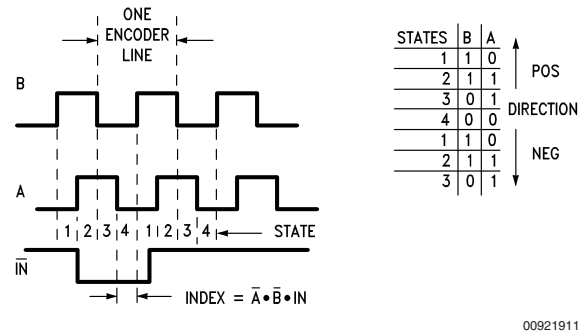 ONE
ENCODER
LINE
B
A
1 2 3 4 1 2 3 4 STATE
I̅N̅
INDEX = A̅•B̅•IN
STATES B A
1 1 0
2 1 1
3 0 1
4 0 0
1 1 0
2 1 1
3 0 1
POS
DIRECTION
NEG
00921911